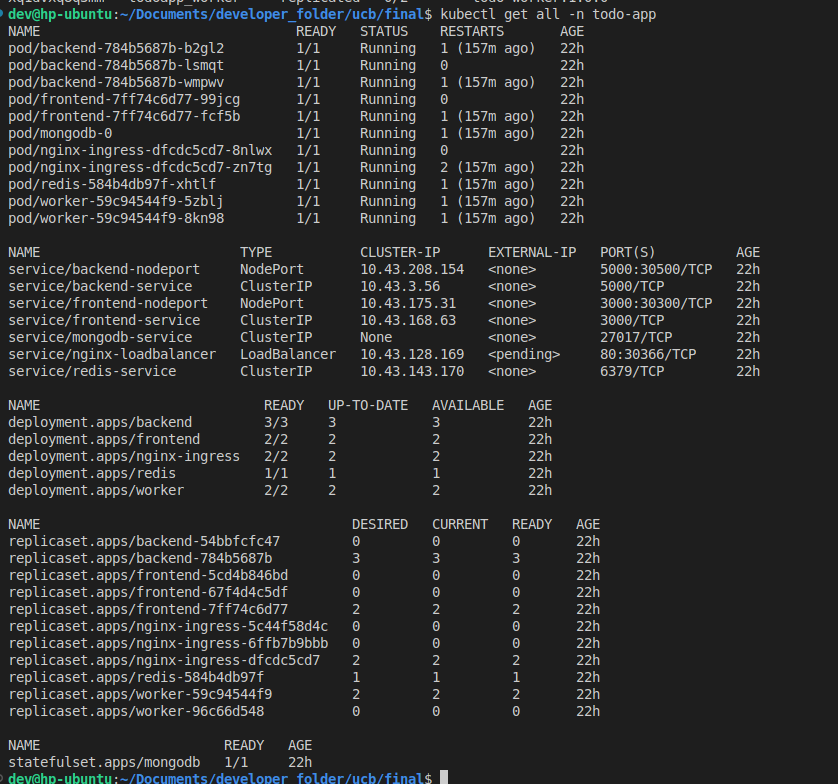 dev@hp-ubuntu:~/Documents/developer_folder/ucb/final$ kubectl get all -n todo-app
NAME READY STATUS RESTARTS AGE
pod/backend-784b5687b-b2gl2 1/1 Running 1 (157m ago) 22h
pod/backend-784b5687b-lsmqt 1/1 Running 0 22h
pod/backend-784b5687b-wmpwv 1/1 Running 1 (157m ago) 22h
pod/frontend-7ff74c6d77-99jcg 1/1 Running 0 22h
pod/frontend-7ff74c6d77-fcf5b 1/1 Running 1 (157m ago) 22h
pod/mongodb-0 1/1 Running 1 (157m ago) 22h
pod/nginx-ingress-dfcdc5cd7-8nlwx 1/1 Running 0 22h
pod/nginx-ingress-dfcdc5cd7-zn7tg 1/1 Running 2 (157m ago) 22h
pod/redis-584b4db97f-xhtlf 1/1 Running 1 (157m ago) 22h
pod/worker-59c94544f9-5zblj 1/1 Running 1 (157m ago) 22h
pod/worker-59c94544f9-8kn98 1/1 Running 1 (157m ago) 22h
NAME TYPE CLUSTER-IP EXTERNAL-IP PORT(S) AGE
service/backend-nodeport NodePort 10.43.208.154 <none> 5000:30500/TCP 22h
service/backend-service ClusterIP 10.43.3.56 <none> 5000/TCP 22h
service/frontend-nodeport NodePort 10.43.175.31 <none> 3000:30300/TCP 22h
service/frontend-service ClusterIP 10.43.168.63 <none> 3000/TCP 22h
service/mongodb-service ClusterIP None <none> 27017/TCP 22h
service/nginx-loadbalancer LoadBalancer 10.43.128.169 <pending> 80:30366/TCP 22h
service/redis-service ClusterIP 10.43.143.170 <none> 6379/TCP 22h
NAME READY UP-TO-DATE AVAILABLE AGE
deployment.apps/backend 3/3 3 3 22h
deployment.apps/frontend 2/2 2 2 22h
deployment.apps/nginx-ingress 2/2 2 2 22h
deployment.apps/redis 1/1 1 1 22h
deployment.apps/worker 2/2 2 2 22h
NAME DESIRED CURRENT READY AGE
replicaset.apps/backend-54bbfcfc47 0 0 0 22h
replicaset.apps/backend-784b5687b 3 3 3 22h
replicaset.apps/frontend-5cd4b846bd 0 0 0 22h
replicaset.apps/frontend-67f4d4c5df 0 0 0 22h
replicaset.apps/frontend-7ff74c6d77 2 2 2 22h
replicaset.apps/nginx-ingress-5c44f58d4c 0 0 0 22h
replicaset.apps/nginx-ingress-6ffb7b9bbb 0 0 0 22h
replicaset.apps/nginx-ingress-dfcdc5cd7 2 2 2 22h
replicaset.apps/redis-584b4db97f 1 1 1 22h
replicaset.apps/worker-59c94544f9 2 2 2 22h
replicaset.apps/worker-96c66d548 0 0 0 22h
NAME READY AGE
statefulset.apps/mongodb 1/1 22h
dev@hp-ubuntu:~/Documents/developer_folder/ucb/final$